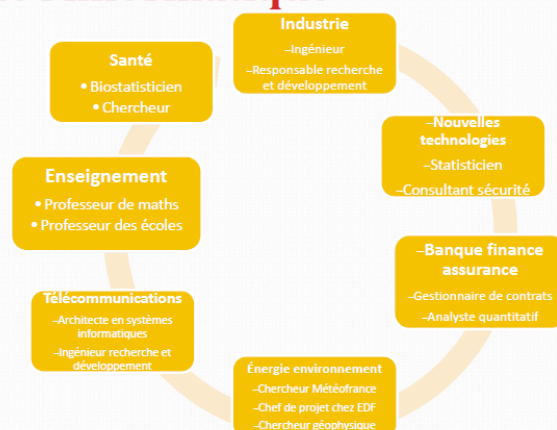 Industrie
–Ingénieur
–Responsable recherche
et développement
–Nouvelles
technologies
–Statisticien
–Consultant sécurité
–Banque finance
assurance
–Gestionnaire de contrats
–Analyste quantitatif
Énergie environnement
–Chercheur Météofrance
–Chef de projet chez EDF
–Chercheur géophysique
Télécommunications
–Architecte en systèmes
informatiques
–Ingénieur recherche et
développement
Enseignement
• Professeur de maths
• Professeur des écoles
Santé
• Biostatisticien
• Chercheur